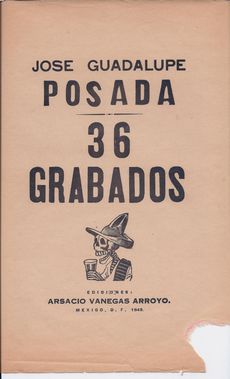 JOSE GUADALUPE
POSADA
36
GRABADOS
EDICIONES:
ARSACIO VANEGAS ARROYO.
MEXICO, D. F. 1943.